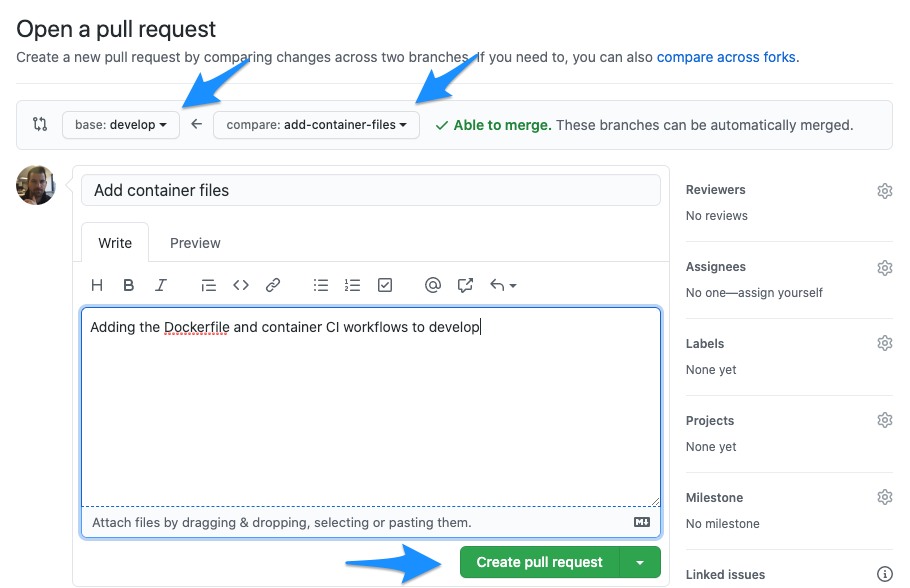 Open a pull request
Create a new pull request by comparing changes across two branches. If you need to, you can also compare across forks.
base: develop
compare: add-container-files
Able to merge. These branches can be automatically merged.
Add container files
Reviewers
No reviews
Write
Preview
Assignees
No one—assign yourself
H B I
Adding the Dockerfile and container CI workflows to develop
Labels
None yet
Projects
None yet
Milestone
No milestone
Attach files by dragging & dropping, selecting or pasting them.
Create pull request
Linked issues